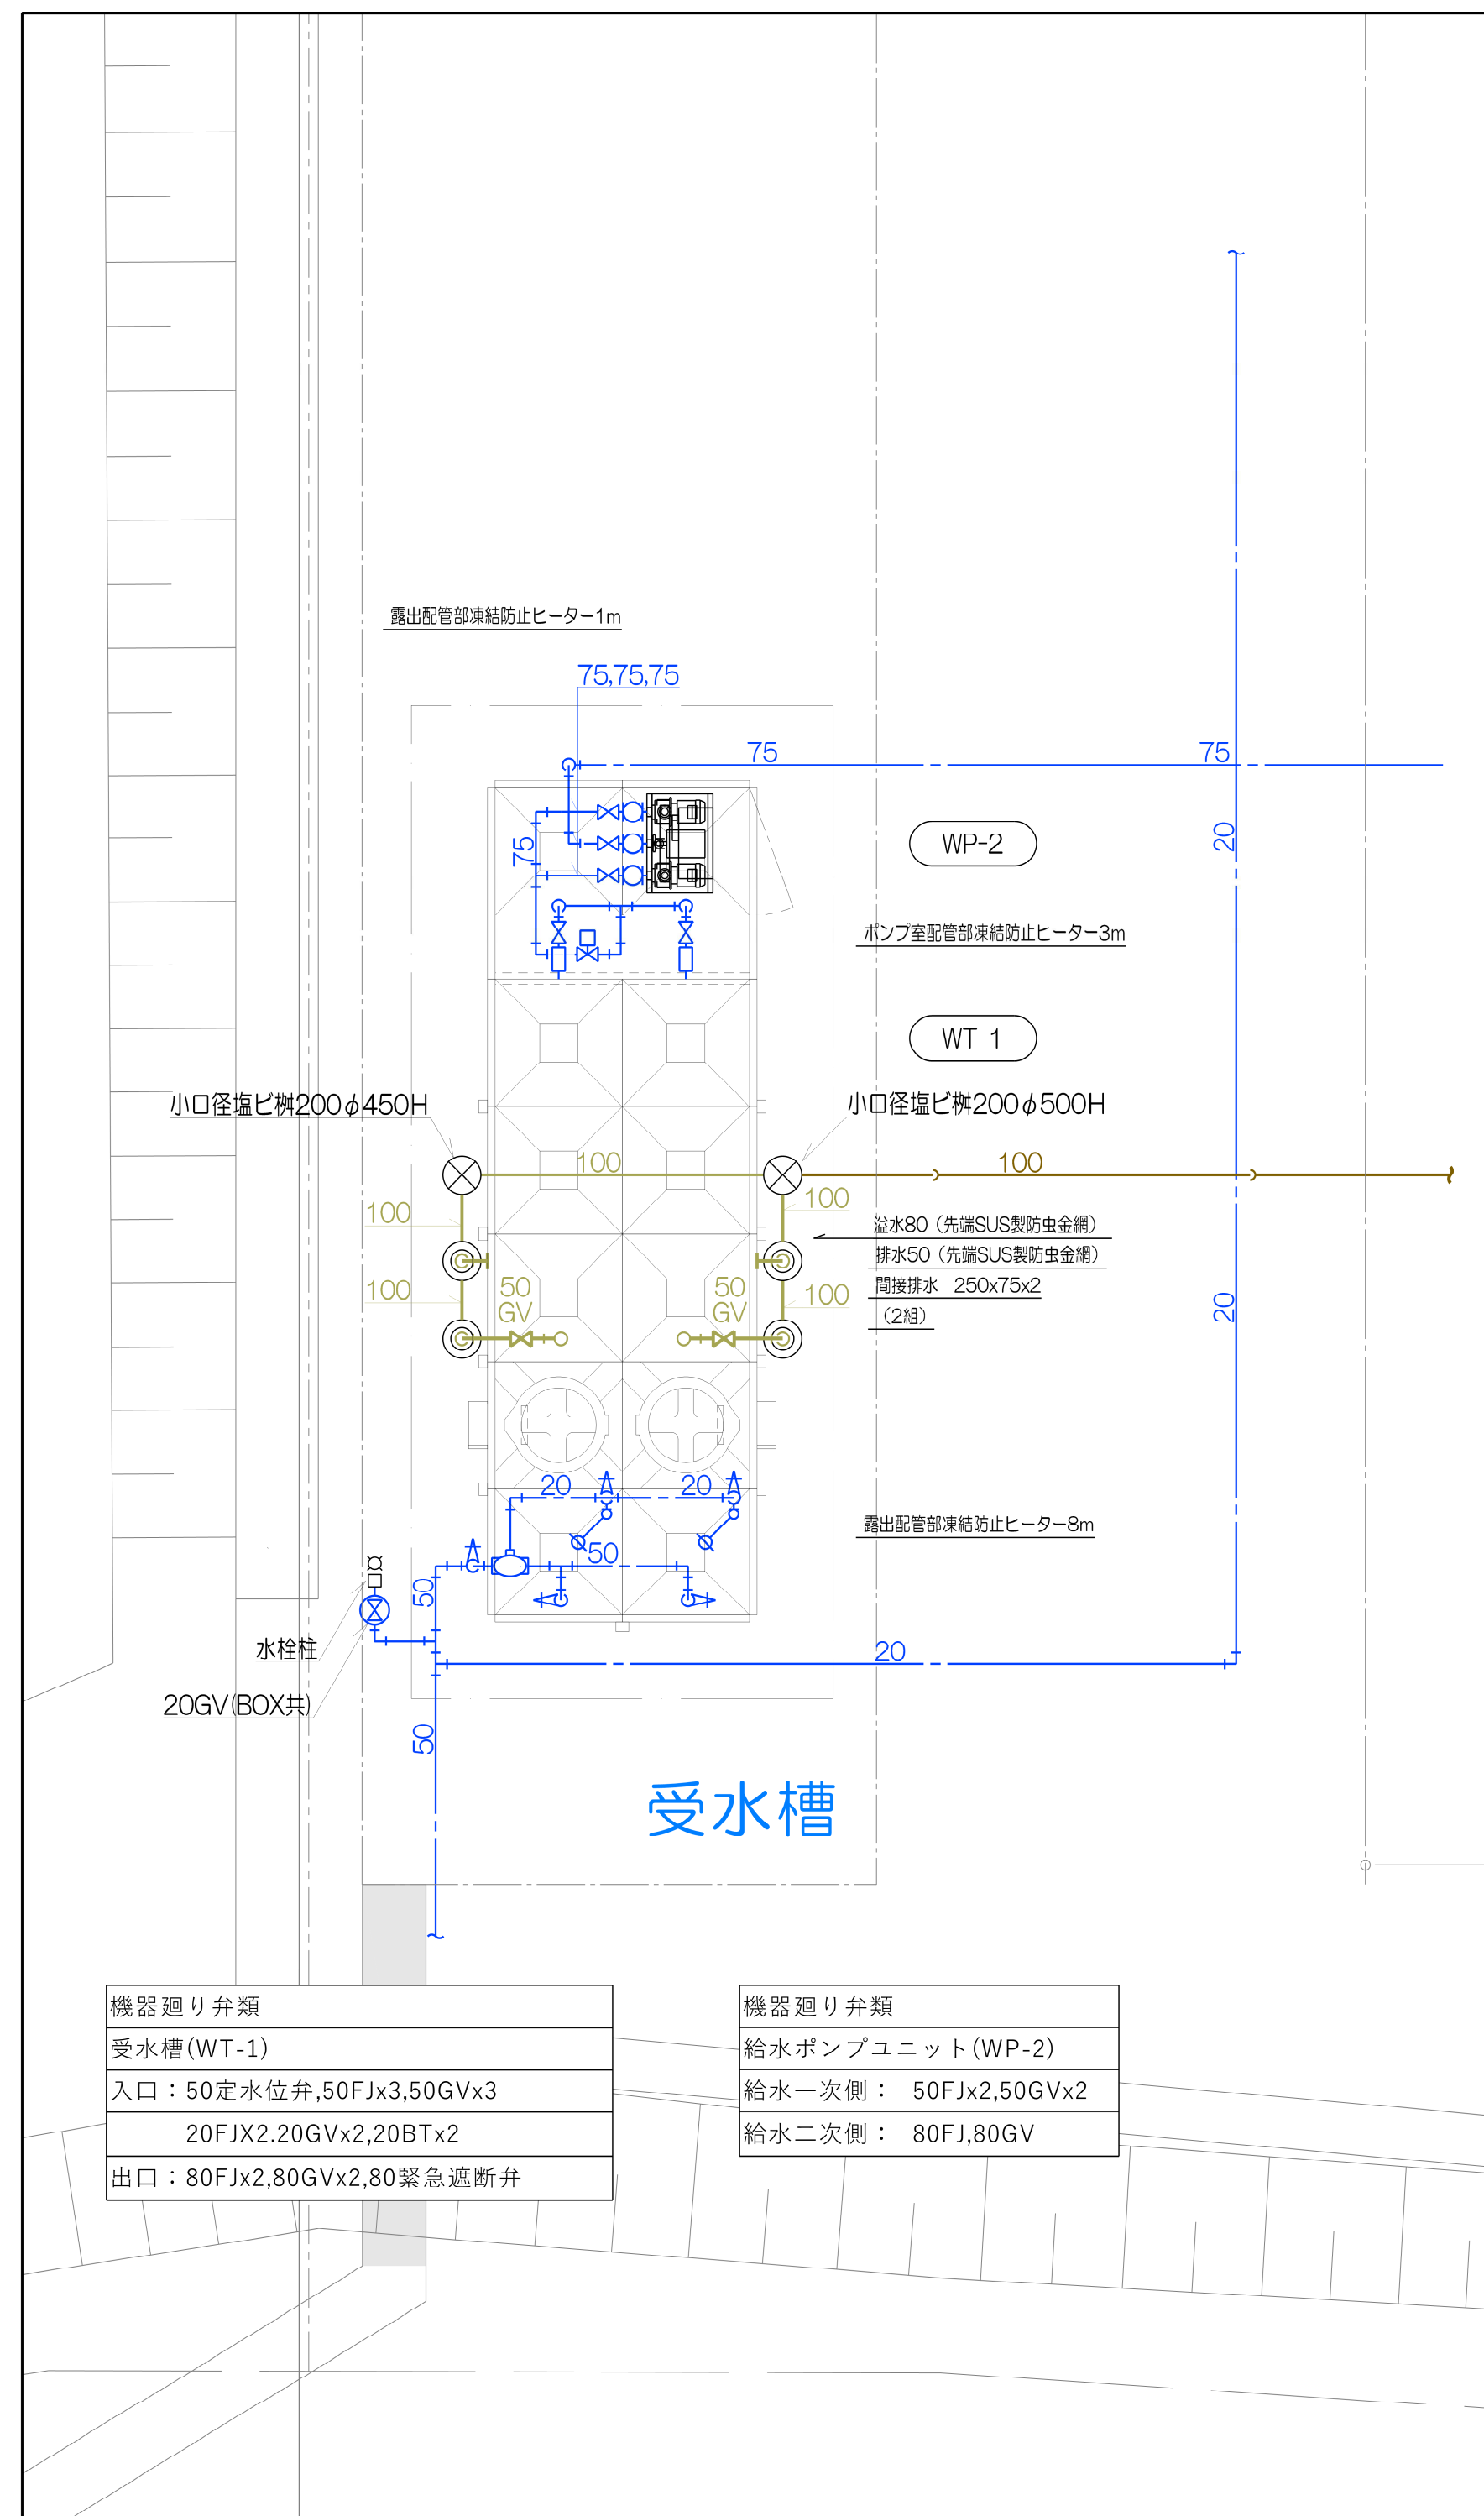 露出配管部凍結防止ヒーター1m
75,75,75
75
75
20
75
WP-2
ポンプ室配管部凍結防止ヒーター3m
WT-1
小口径塩ビ桝200φ450H
小口径塩ビ桝200φ500H
100
100
100
100
溢水80（先端SUS製防虫金網）
排水50（先端SUS製防虫金網）
間接排水　250x75x2
（2組）
100
50
GV
50
GV
100
20
20
20
露出配管部凍結防止ヒーター8m
50
50
水栓柱
20
20GV(BOX共)
50
受水槽
機器廻り弁類
受水槽(WT-1)
入口：50定水位弁,50FJx3,50GVx3
20FJX2.20GVx2,20BTx2
出口：80FJx2,80GVx2,80緊急遮断弁
機器廻り弁類
給水ポンプユニット(WP-2)
給水一次側：　50FJx2,50GVx2
給水二次側：　80FJ,80GV